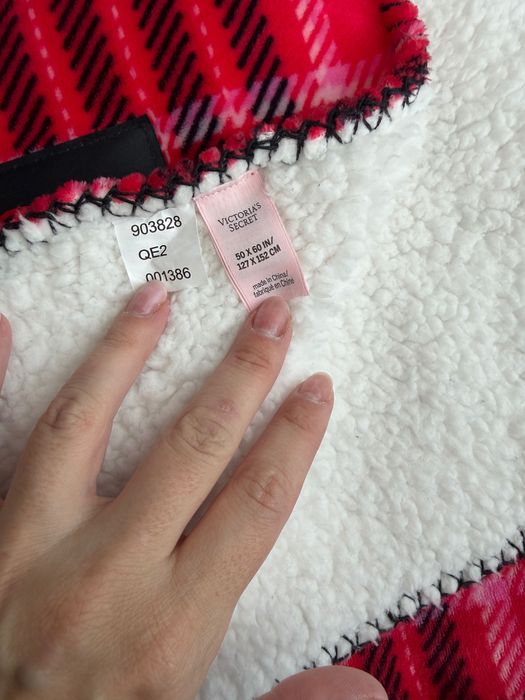 903828
QE2
001386
VICTORIA'S
SECRET
50 X 60 IN/
127 X 152 CM
made in China/
fabriqué en Chine